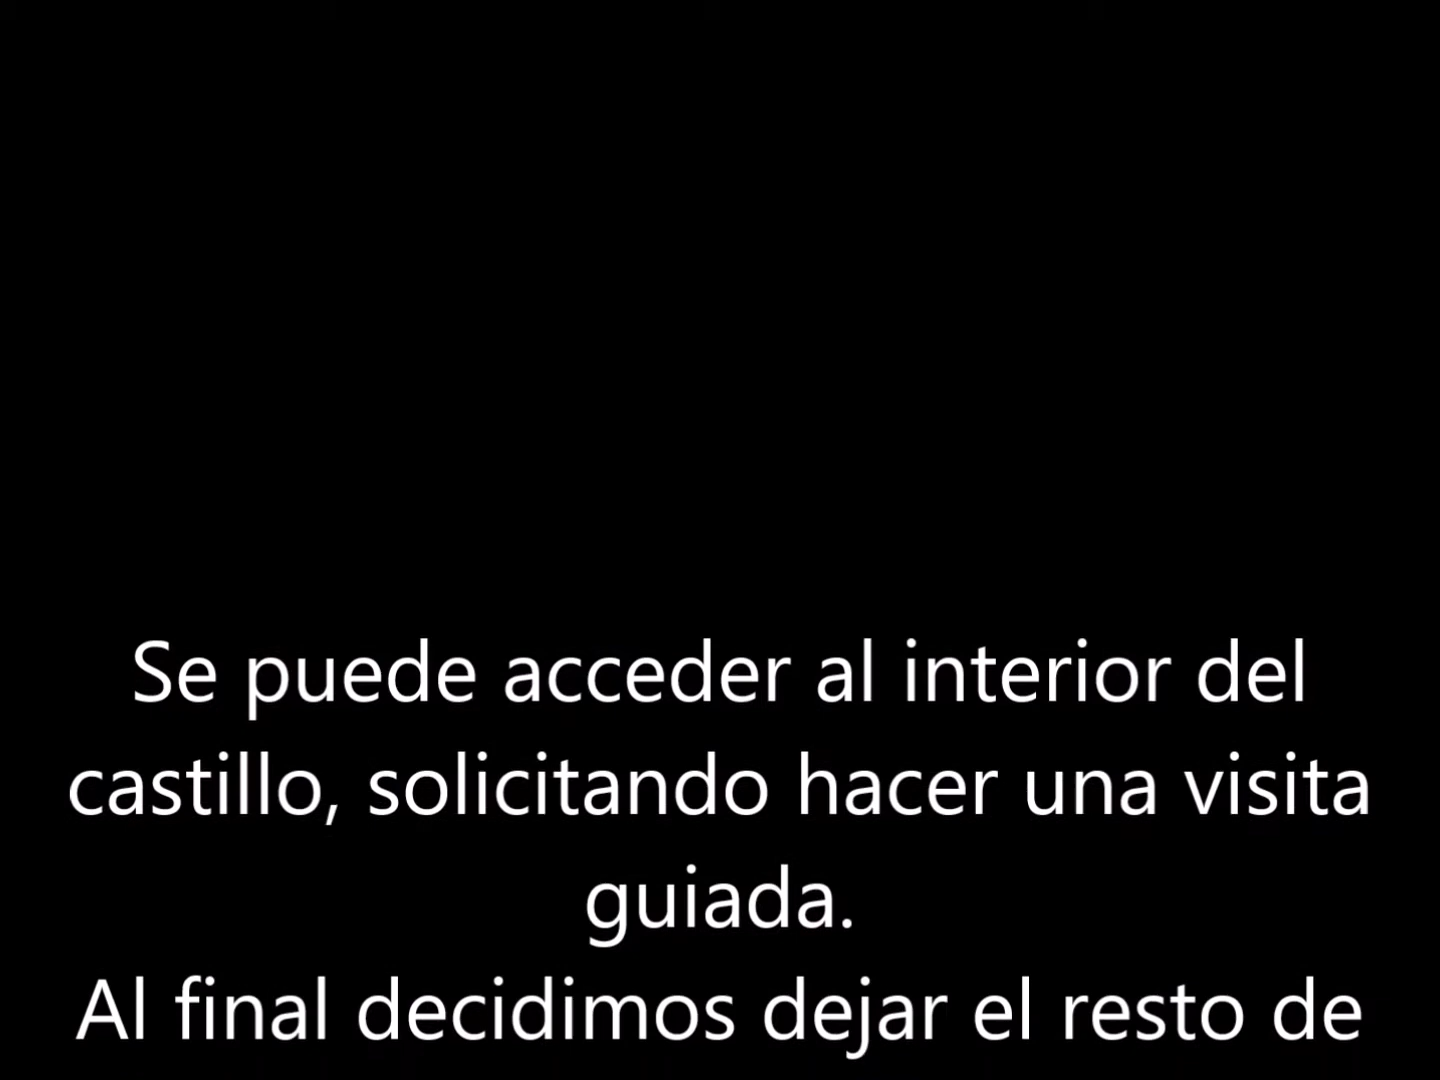 Se puede acceder al interior del
castillo, solicitando hacer una visita
guiada.
Al final decidimos dejar el resto de